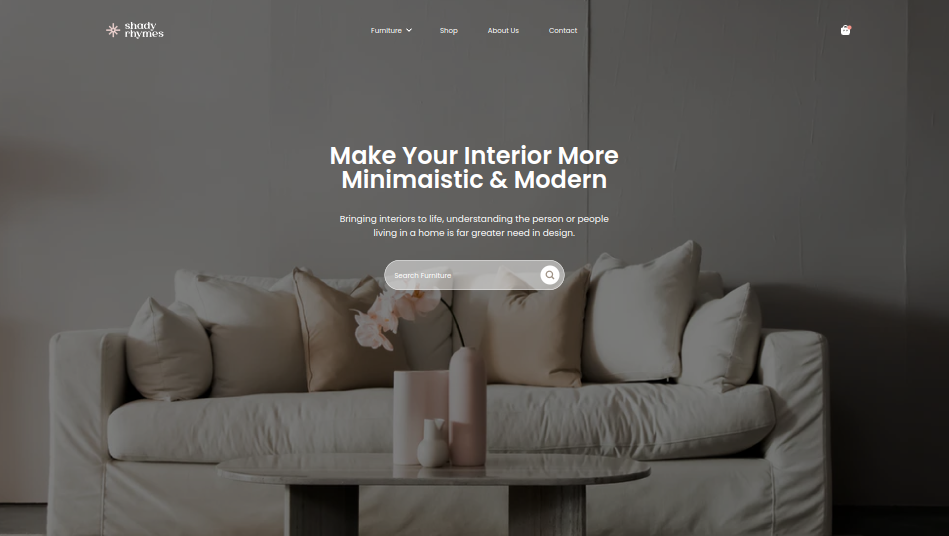 shady
rhymes
Furniture
Shop
About Us
Contact
Make Your Interior More
Minimaistic & Modern
Bringing interiors to life, understanding the person or people
living in a home is far greater need in design.
Search Furniture